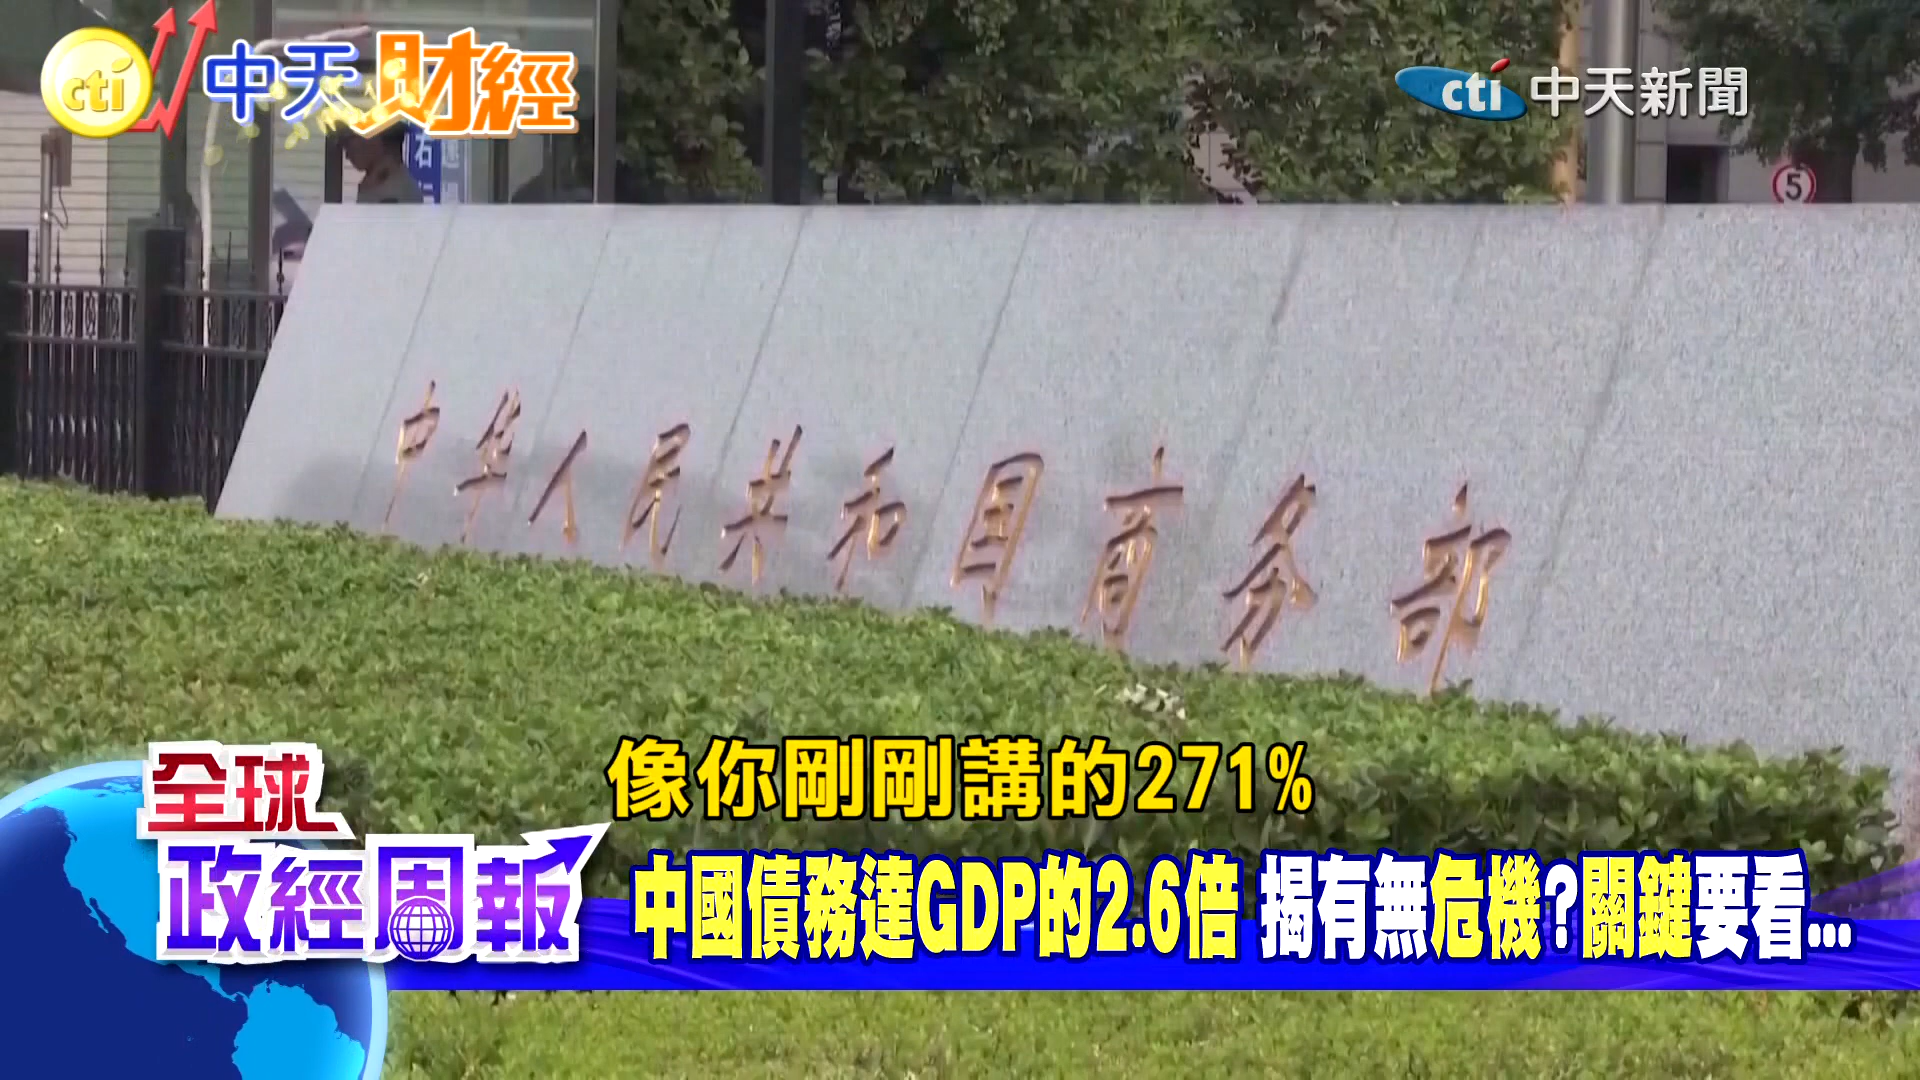 cti 中天財經
cti 中天新聞
石
5
中华人民共和国商务部
像你剛剛講的271%
全球
政經周報
中國債務達GDP的2.6倍 揭有無危機?關鍵要看...